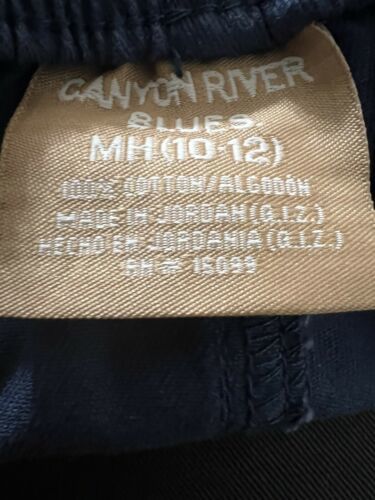 CANYON RIVER
BLUES
MH(10-12)
100% COTTON/ALGODÓN
MADE IN JORDAN(Q.I.Z.)
HECHO EN JORDANIA(Q.I.Z.)
RN # 15099